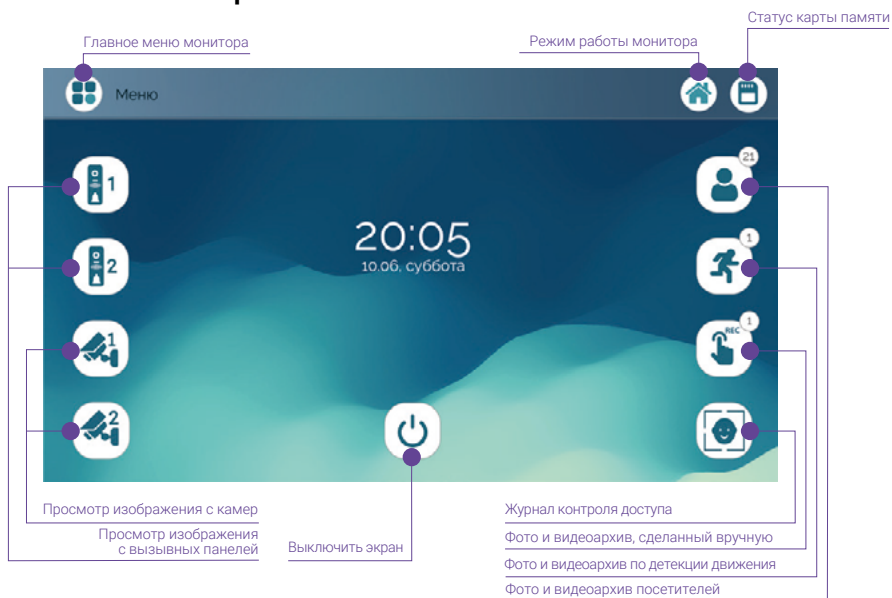 Статус карты памяти
Главное меню монитора
Режим работы монитора
Меню
1
21
20:05
10.06, суббота
2
1
1
REC
1
2
Просмотр изображения с камер
Просмотр изображения
с вызывных панелей
Выключить экран
Журнал контроля доступа
Фото и видеоархив, сделанный вручную
Фото и видеоархив по детекции движения
Фото и видеоархив посетителей